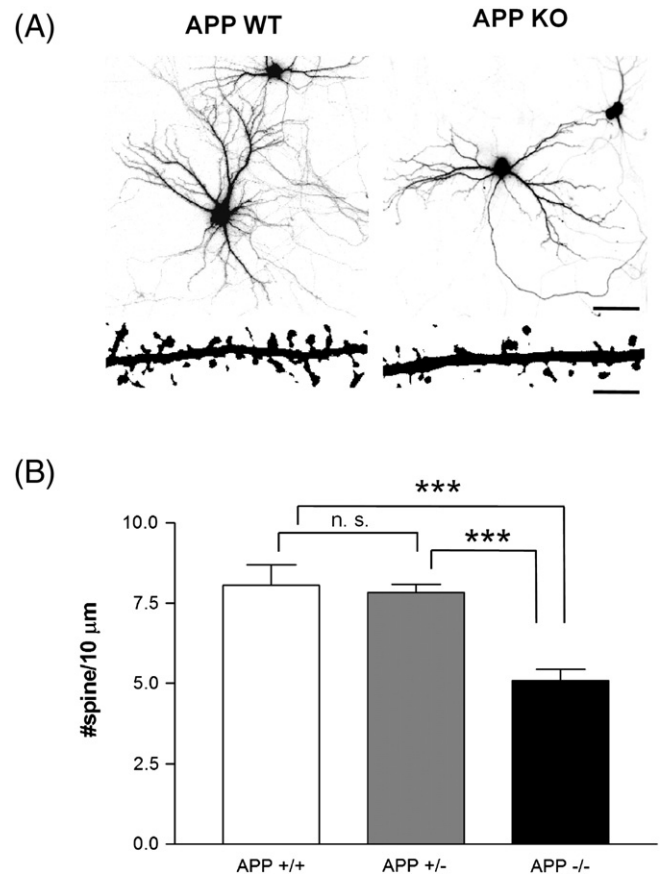 (A)
APP WT
APP KO
(B)
***
n. s.
***
10.0
7.5
5.0
2.5
0.0
#spine/10 μm
APP +/+
APP +/-
APP -/-